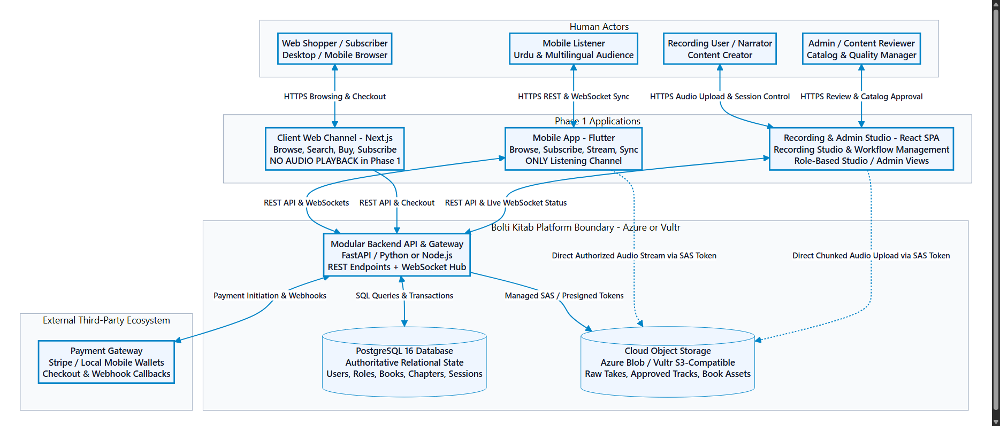 Human Actors
Web Shopper / Subscriber
Desktop / Mobile Browser
Mobile Listener
Urdu & Multilingual Audience
Recording User / Narrator
Content Creator
Admin / Content Reviewer
Catalog & Quality Manager
HTTPS Browsing & Checkout
HTTPS REST & WebSocket Sync
HTTPS Audio Upload & Session Control
HTTPS Review & Catalog Approval
Phase 1 Applications
Client Web Channel - Next.js
Browse, Search, Buy, Subscribe
NO AUDIO PLAYBACK in Phase 1
Mobile App - Flutter
Browse, Subscribe, Stream, Sync
ONLY Listening Channel
Recording & Admin Studio - React SPA
Recording Studio & Workflow Management
Role-Based Studio / Admin Views
REST API & WebSockets
REST API & Checkout
REST API & Live WebSocket Status
Bolti Kitab Platform Boundary - Azure or Vultr
Modular Backend API & Gateway
FastAPI / Python or Node.js
REST Endpoints + WebSocket Hub
Direct Authorized Audio Stream via SAS Token
Direct Chunked Audio Upload via SAS Token
Payment Initiation & Webhooks
SQL Queries & Transactions
Managed SAS / Presigned Tokens
External Third-Party Ecosystem
Payment Gateway
Stripe / Local Mobile Wallets
Checkout & Webhook Callbacks
PostgreSQL 16 Database
Authoritative Relational State
Users, Roles, Books, Chapters, Sessions
Cloud Object Storage
Azure Blob / Vultr S3-Compatible
Raw Takes, Approved Tracks, Book Assets